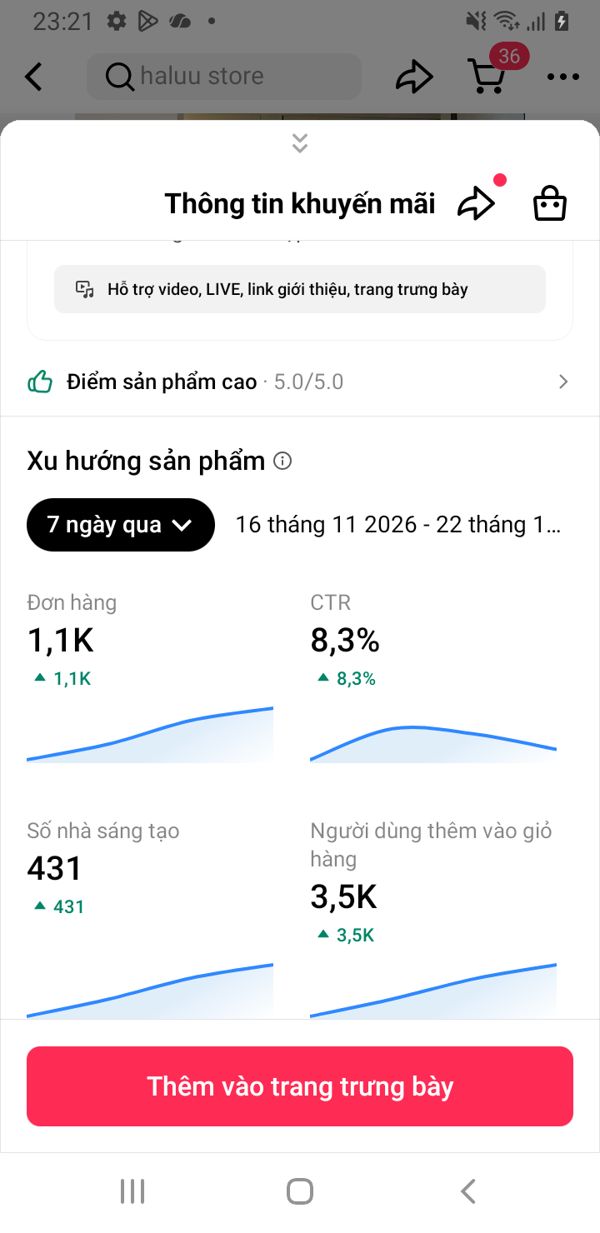 23:21
haluu store
36
Thông tin khuyến mãi
Hỗ trợ video, LIVE, link giới thiệu, trang trưng bày
Điểm sản phẩm cao · 5.0/5.0
Xu hướng sản phẩm
7 ngày qua
16 tháng 11 2026 - 22 tháng 1...
Đơn hàng
1,1K
1,1K
CTR
8,3%
8,3%
Số nhà sáng tạo
431
431
Người dùng thêm vào giỏ
hàng
3,5K
3,5K
Thêm vào trang trưng bày